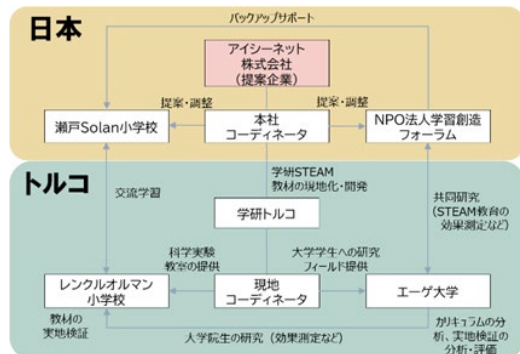 日本
バックアップサポート
アイシーネット
株式会社
(提案企業)
提案・調整
提案・調整
瀬戸Solan小学校
本社
コーディネータ
NPO法人学習創造
フォーラム
トルコ
交流学習
学研STEAM
教材の現地化・開発
共同研究
(STEAM教育の
効果測定など)
学研トルコ
科学実験
教室の提供
大学学生への研究
フィールド提供
レンクルオルマン
小学校
現地
コーディネータ
エーゲ大学
教材の
実地検証
大学院生の研究(効果測定など)
カリキュラムの分
析、実地検証の
分析・評価